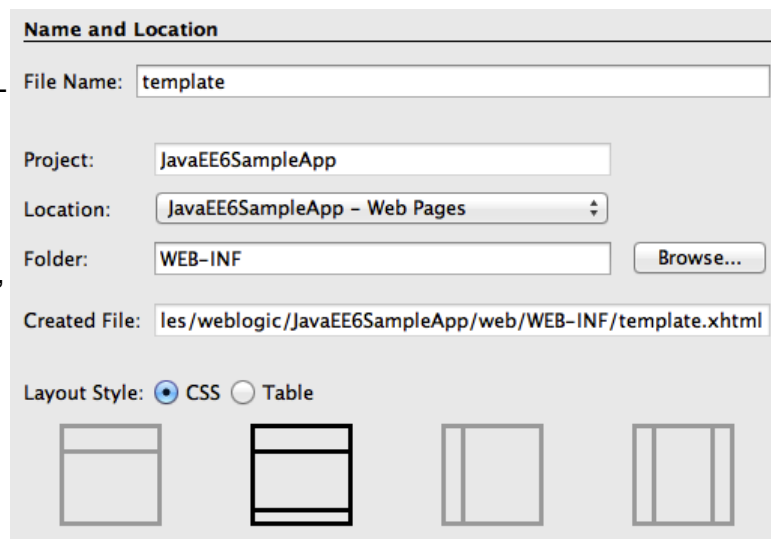 Name and Location
File Name: template
Project: JavaEE6SampleApp
Location: JavaEE6SampleApp – Web Pages
Folder: WEB-INF Browse...
Created File: les/weblogic/JavaEE6SampleApp/web/WEB-INF/template.xhtml
Layout Style: CSS Table